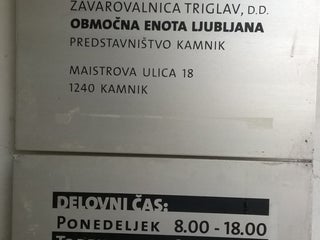 ZAVAROVALNICA TRIGLAV, D.D.
OBMOČNA ENOTA LJUBLJANA
PREDSTAVNIŠTVO KAMNIK
MAISTROVA ULICA 18
1240 KAMNIK
DELOVNI ČAS:
PONEDELJEK 8.00 - 18.00